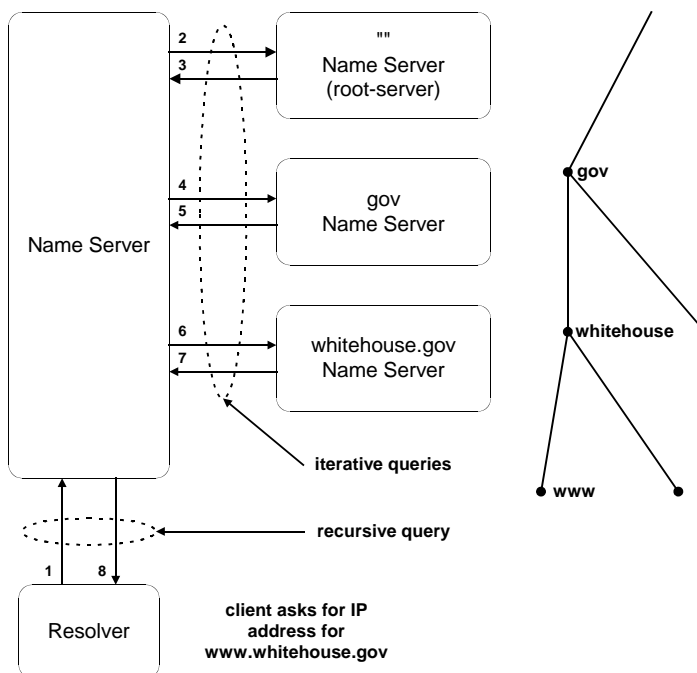 2
""
3
Name Server
(root-server)
4
gov
5
Name Server
Name Server
6
whitehouse.gov
7
Name Server
iterative queries
recursive query
1
8
Resolver
client asks for IP
address for
www.whitehouse.gov
gov
whitehouse
www